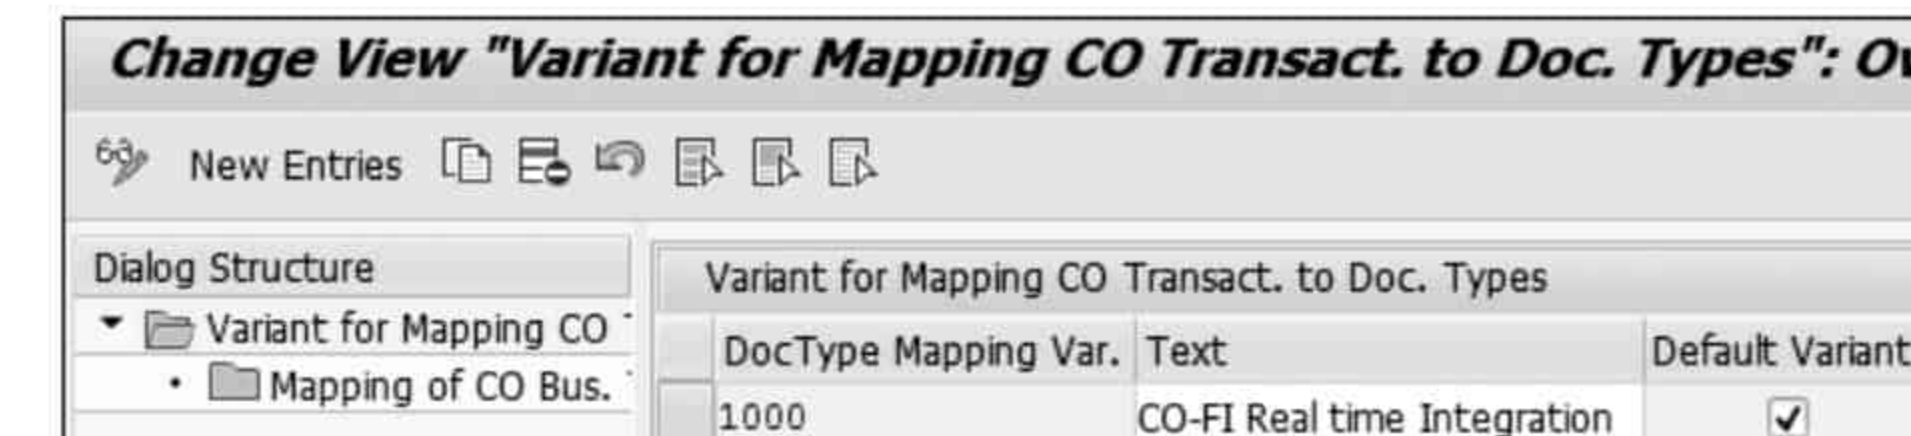 Change View "Variant for Mapping CO Transact. to Doc. Types":
New Entries
Dialog Structure
Variant for Mapping CO
Mapping of CO Bus.
Variant for Mapping CO Transact. to Doc. Types
DocType Mapping Var. Text Default Variant
1000 CO-FI Real time Integration